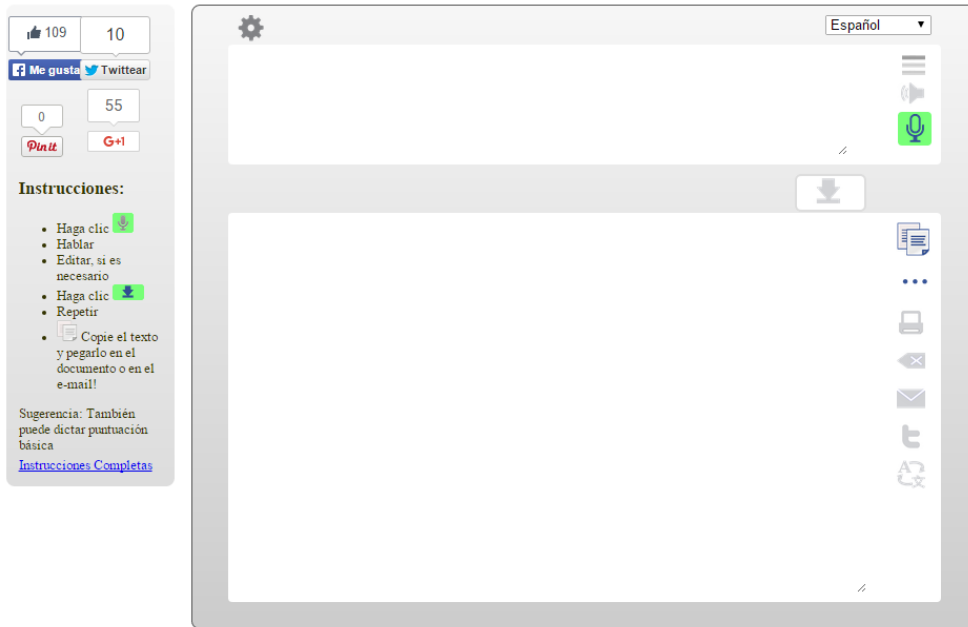 109
10
Me gusta
Twittear
0
55
Pinit
G+1
Español
Instrucciones:
Haga clic
Hablar
Editar, si es
necesario
Haga clic
Repetir
Copie el texto
y pegarlo en el
documento o en el
e-mail!
Sugerencia: También
puede dictar puntuación
básica
Instrucciones Completas